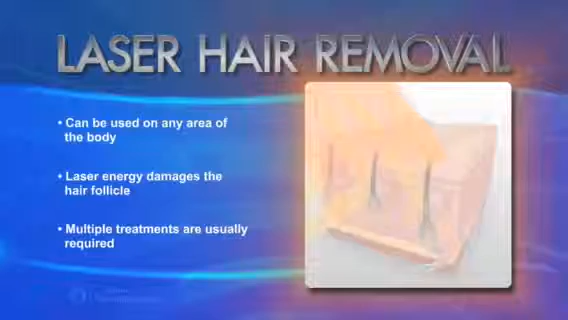 LASER HAIR REMOVAL
• Can be used on any area of
the body
• Laser energy damages the
hair follicle
• Multiple treatments are usually
required